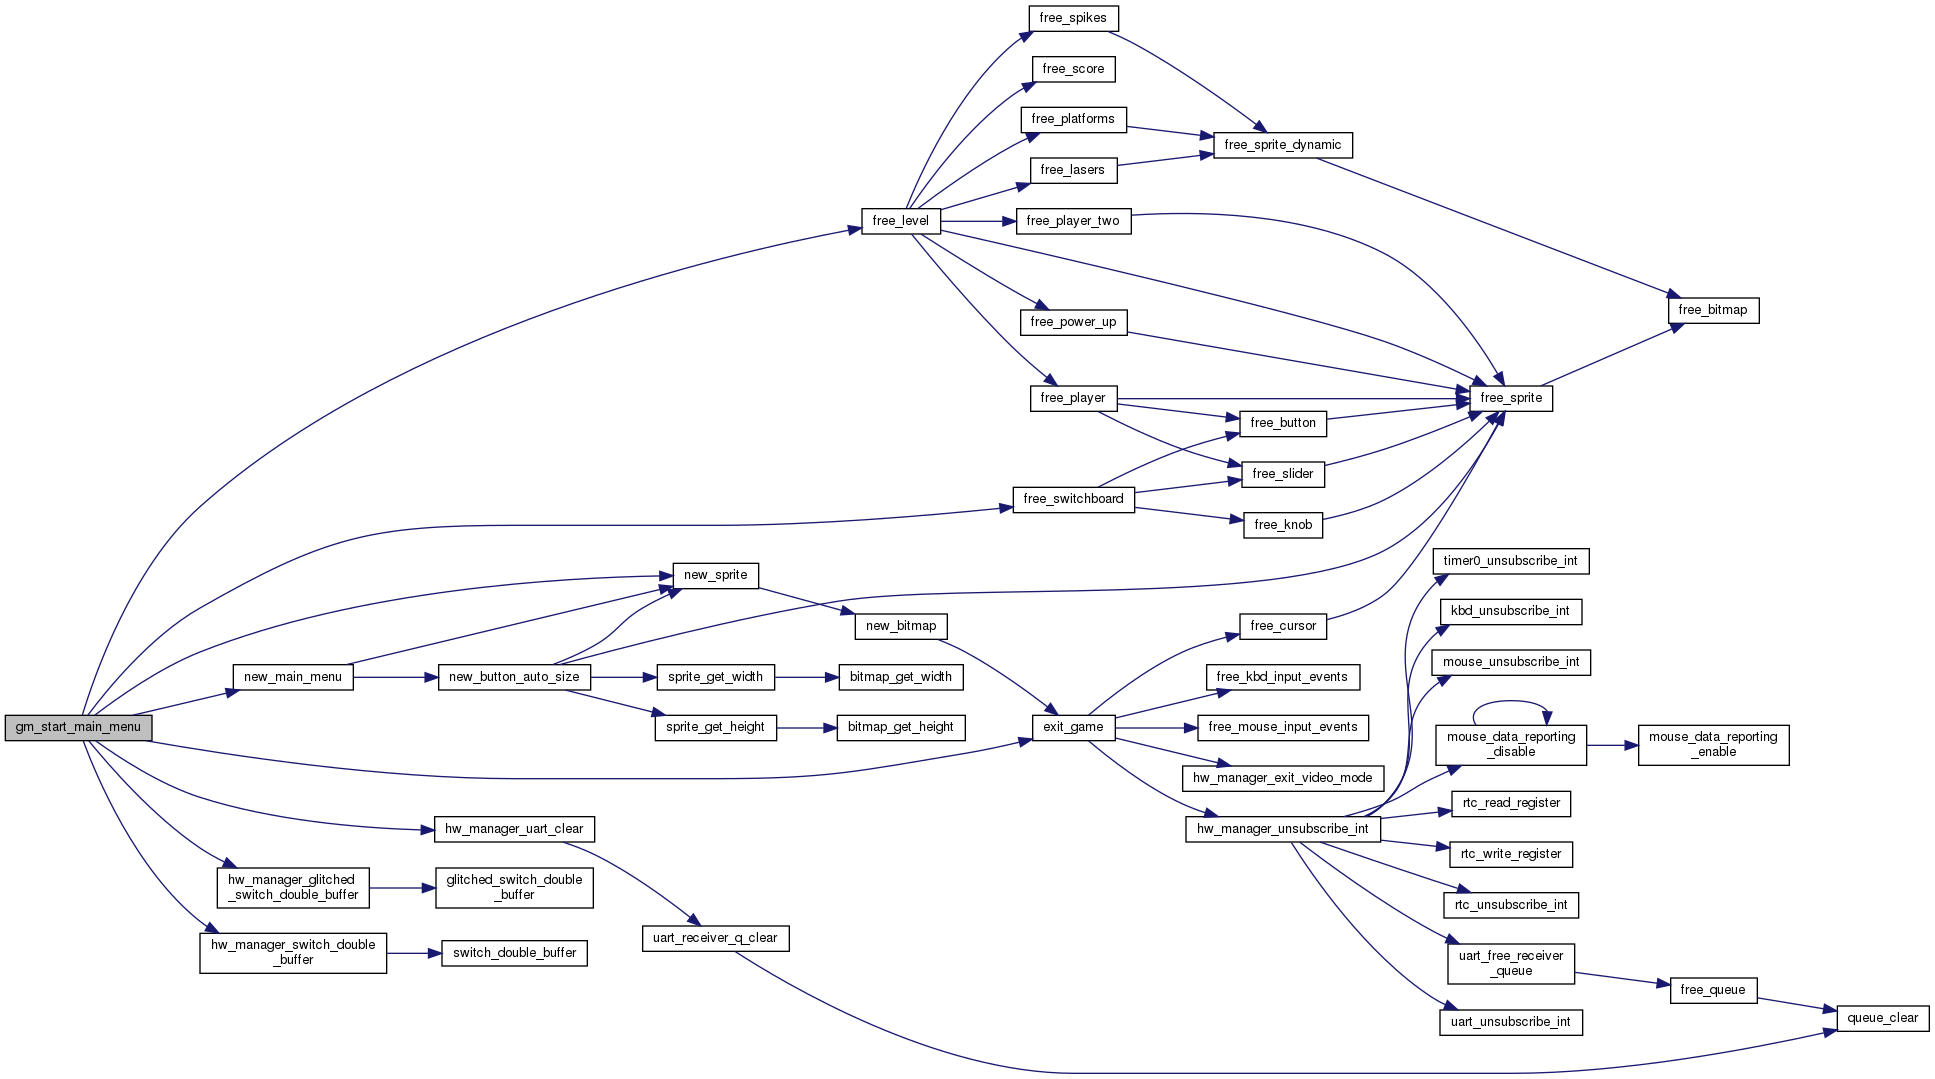 free_spikes
free_score
free_platforms
free_sprite_dynamic
free_lasers
free_level
free_player_two
free_bitmap
free_power_up
free_player
free_sprite
free_button
free_slider
free_switchboard
free_knob
timer0_unsubscribe_int
new_sprite
kbd_unsubscribe_int
new_bitmap
free_cursor
mouse_unsubscribe_int
new_main_menu
new_button_auto_size
sprite_get_width
bitmap_get_width
free_kbd_input_events
gm_start_main_menu
sprite_get_height
bitmap_get_height
exit_game
free_mouse_input_events
mouse_data_reporting
_disable
mouse_data_reporting
_enable
hw_manager_exit_video_mode
rtc_read_register
hw_manager_uart_clear
hw_manager_unsubscribe_int
rtc_write_register
hw_manager_glitched
_switch_double_buffer
glitched_switch_double
_buffer
rtc_unsubscribe_int
uart_receiver_q_clear
hw_manager_switch_double
_buffer
switch_double_buffer
uart_free_receiver
_queue
free_queue
queue_clear
uart_unsubscribe_int